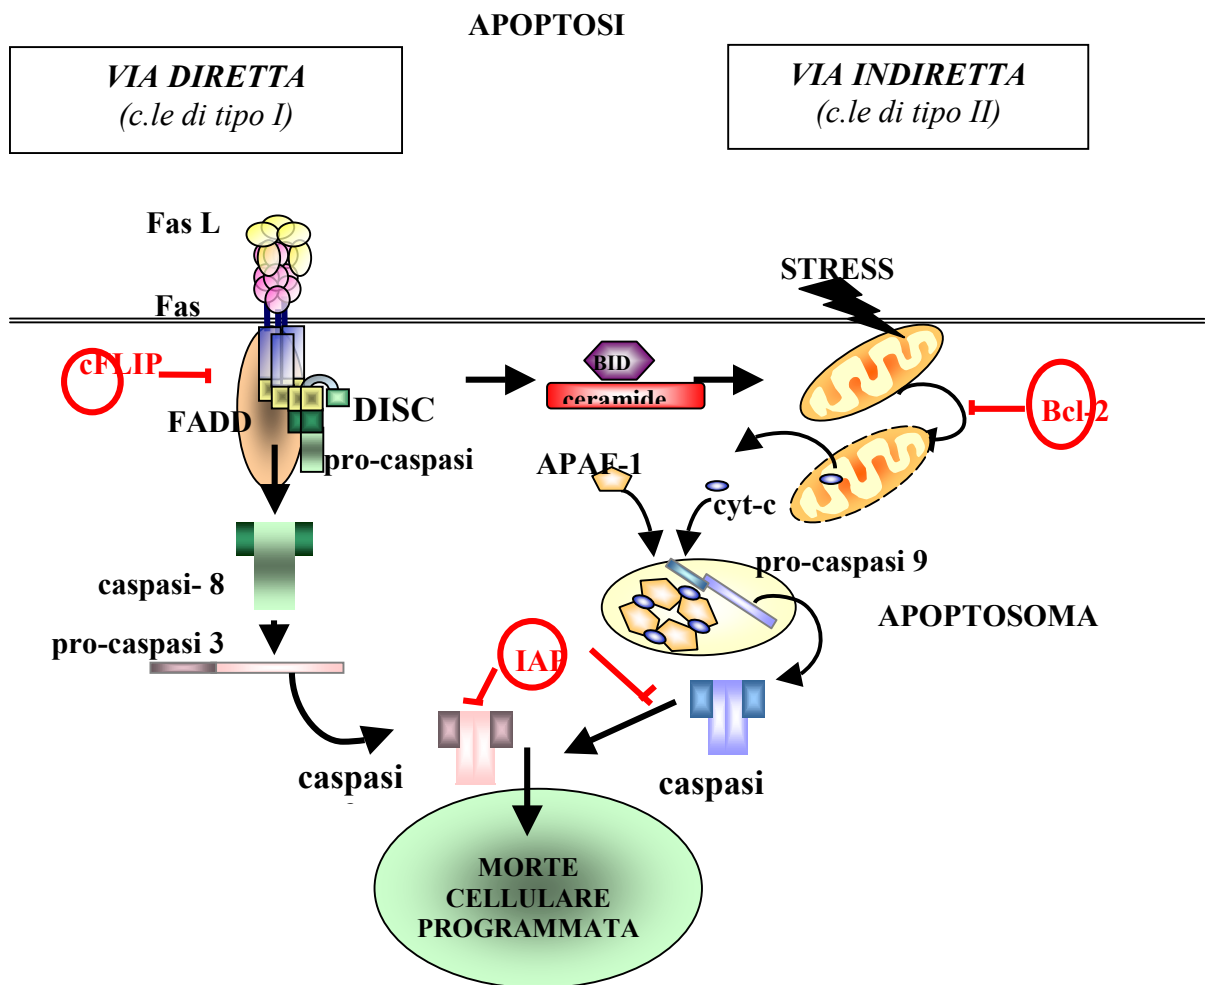 APOPTOSI
VIA DIRETTA
(c.le di tipo I)
VIA INDIRETTA
(c.le di tipo II)
Fas L
STRESS
Fas
cFLIP
BID
ceramide
Bcl-2
FADD
DISC
pro-caspasi
APAF-1
cyt-c
pro-caspasi 9
caspasi- 8
APOPTOSOMA
pro-caspasi 3
IAP
caspasi
caspasi
MORTE
CELLULARE
PROGRAMMATA